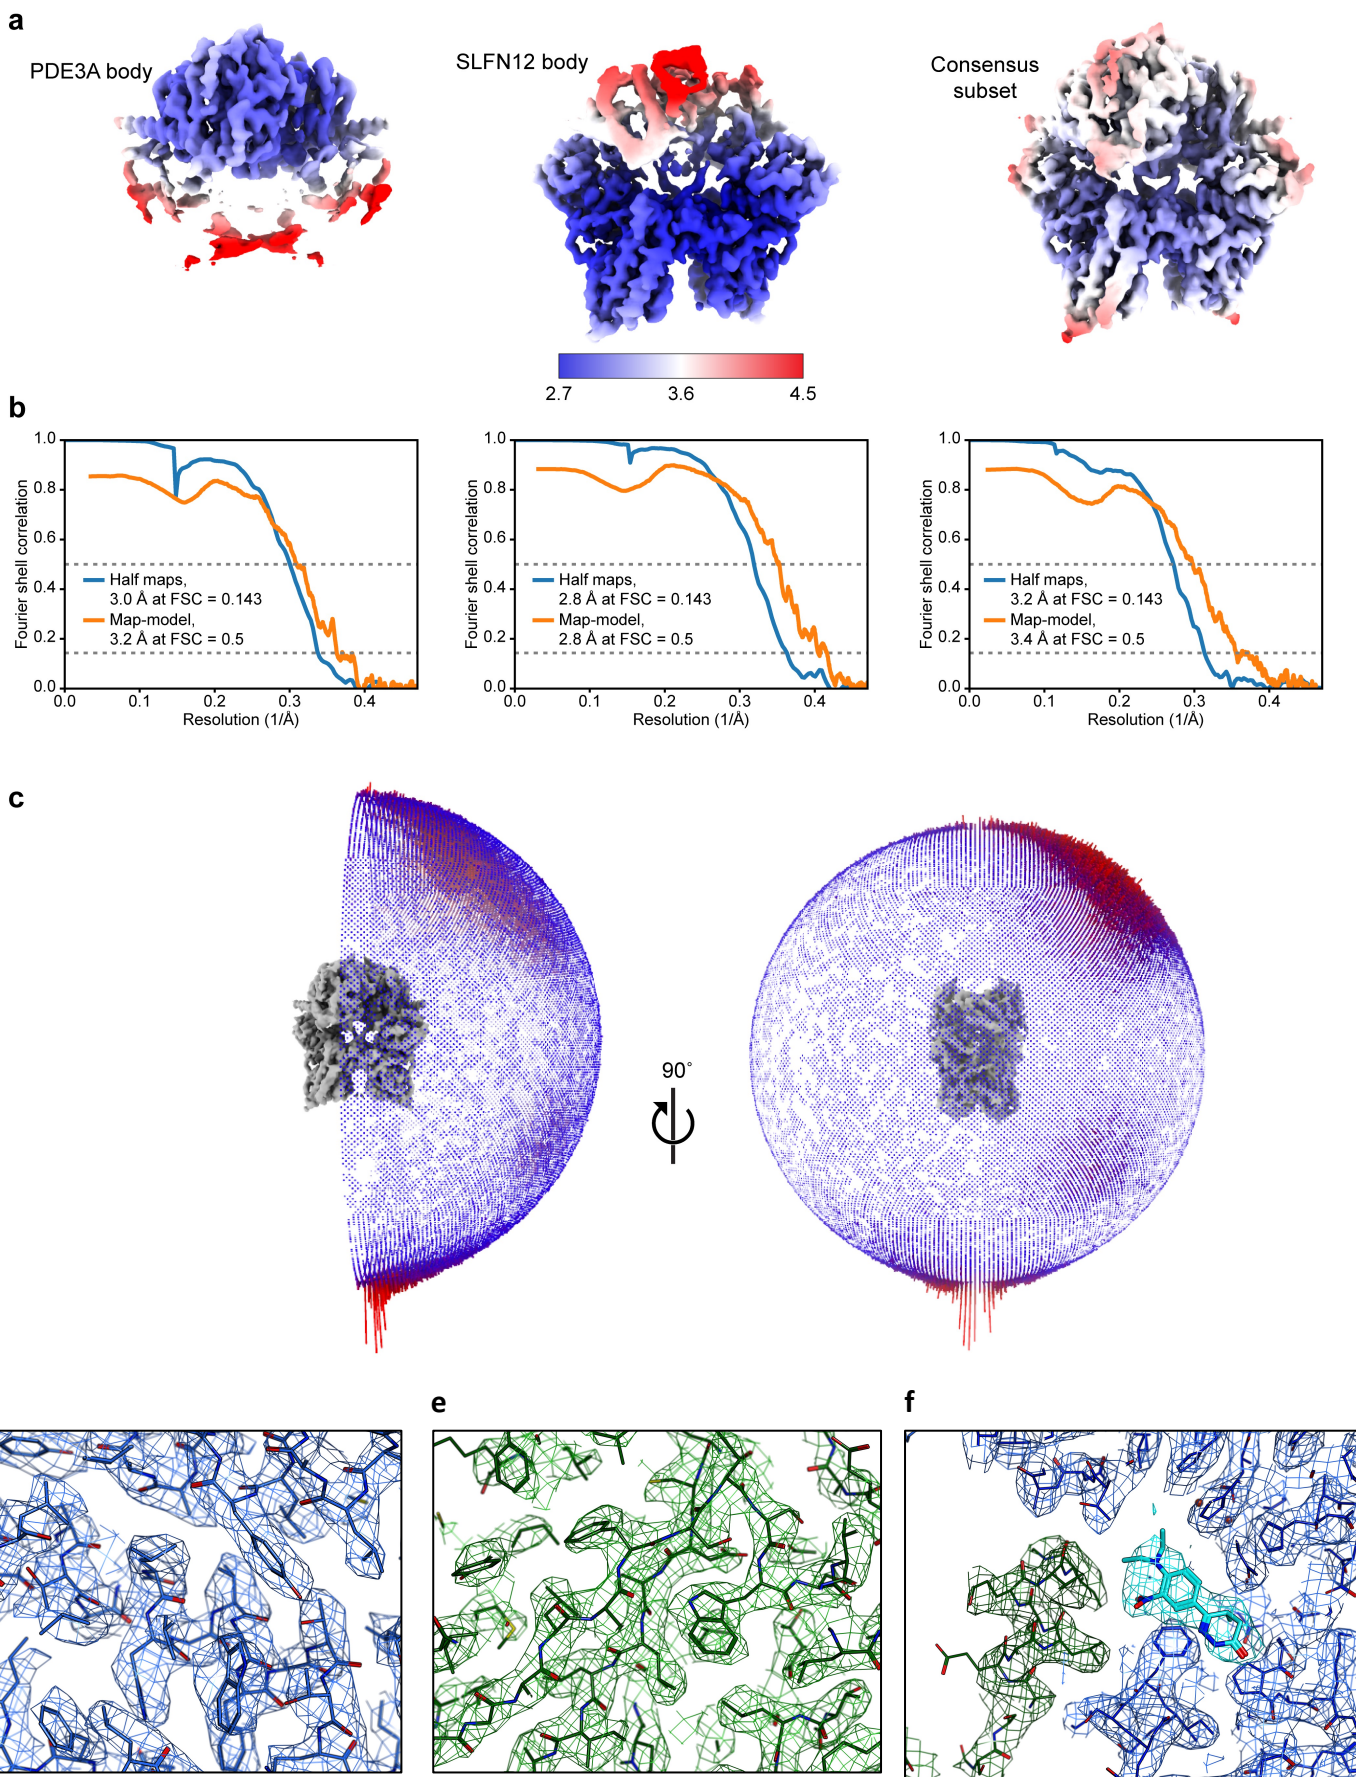 a
PDE3A body
SLFN12 body
Consensus
subset
2.7 3.6 4.5
b
1.0
0.8
0.6
0.4
0.2
0.0
Fourier shell correlation
Half maps,
3.0 Å at FSC = 0.143
Map-model,
3.2 Å at FSC = 0.5
0.0 0.1 0.2 0.3 0.4
Resolution (1/Å)
1.0
0.8
0.6
0.4
0.2
0.0
Fourier shell correlation
Half maps,
2.8 Å at FSC = 0.143
Map-model,
2.8 Å at FSC = 0.5
0.0 0.1 0.2 0.3 0.4
Resolution (1/Å)
1.0
0.8
0.6
0.4
0.2
0.0
Fourier shell correlation
Half maps,
3.2 Å at FSC = 0.143
Map-model,
3.4 Å at FSC = 0.5
0.0 0.1 0.2 0.3 0.4
Resolution (1/Å)
c
90°
e
f